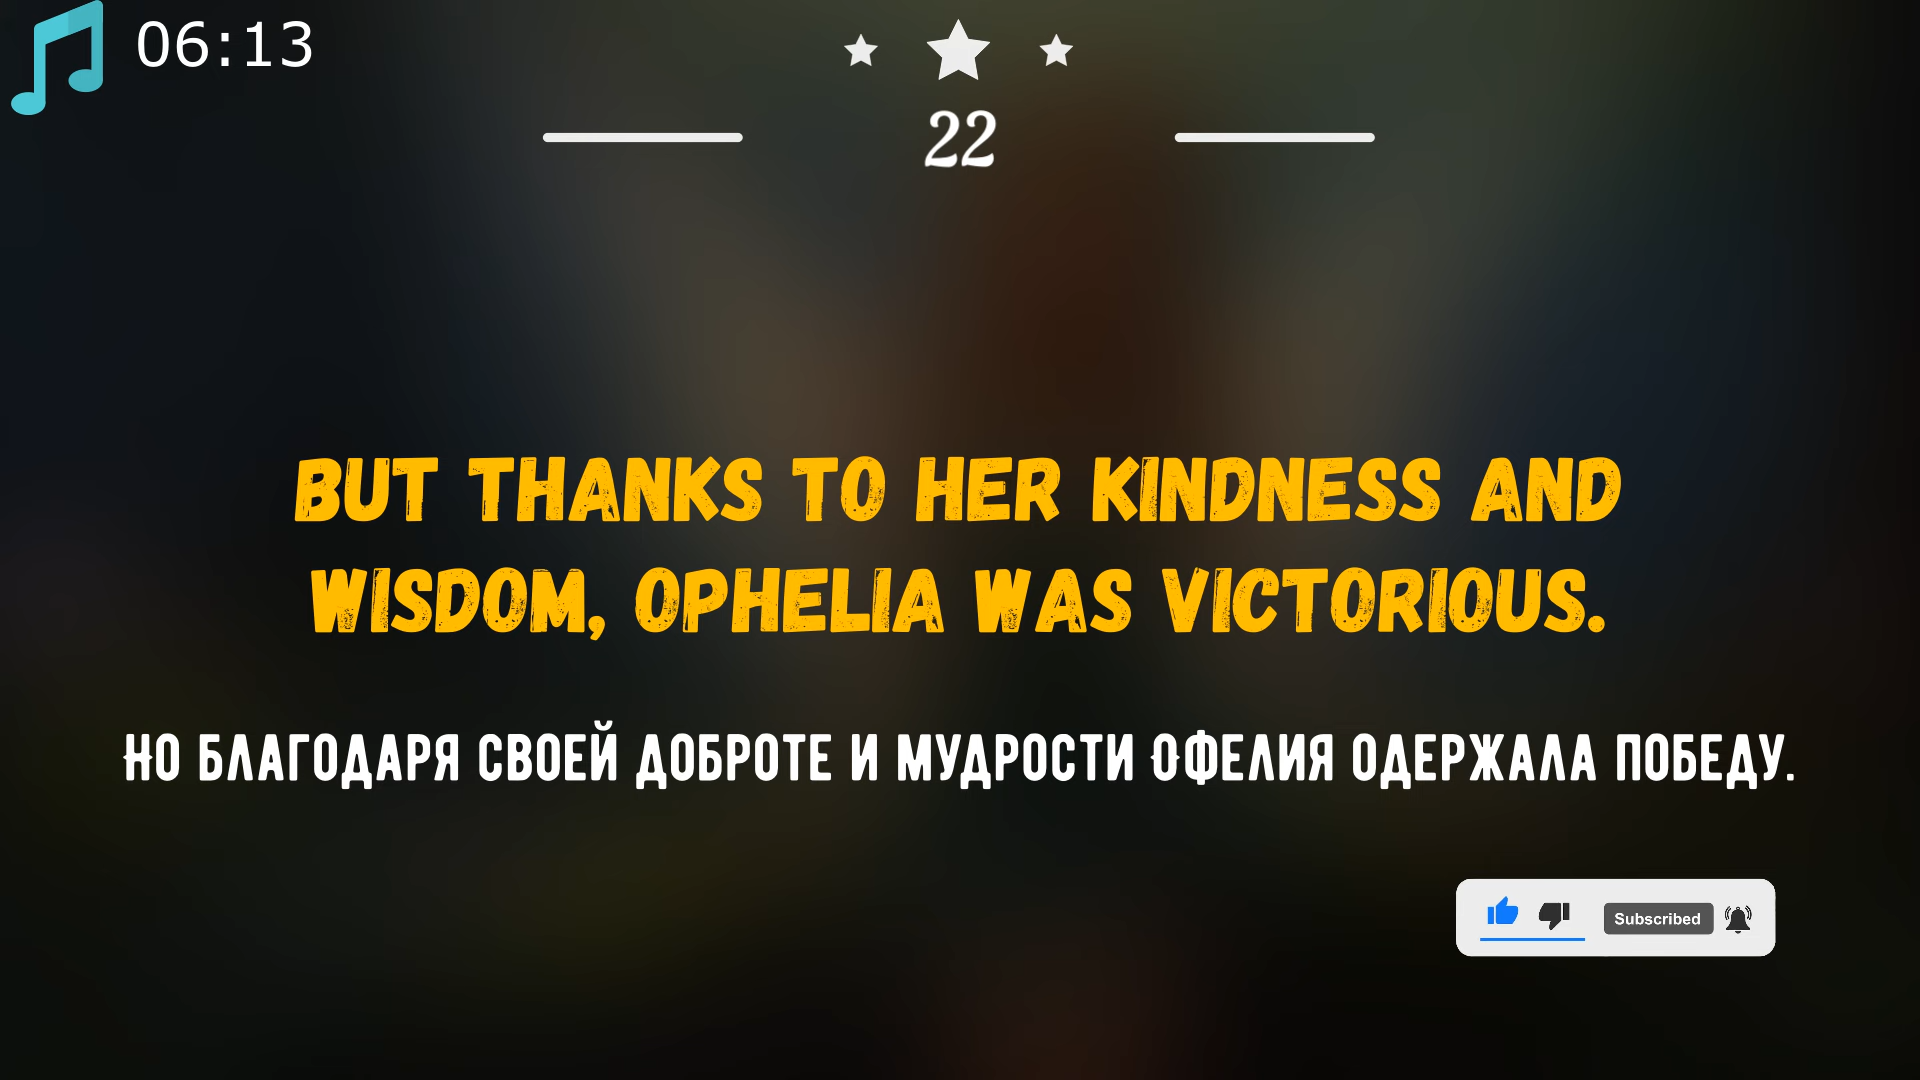 06:13
22
BUT THANKS TO HER KINDNESS AND
WISDOM, OPHELIA WAS VICTORIOUS.
НО БЛАГОДАРЯ СВОЕЙ ДОБРОТЕ И МУДРОСТИ ОФЕЛИЯ ОДЕРЖАЛА ПОБЕДУ.
Subscribed